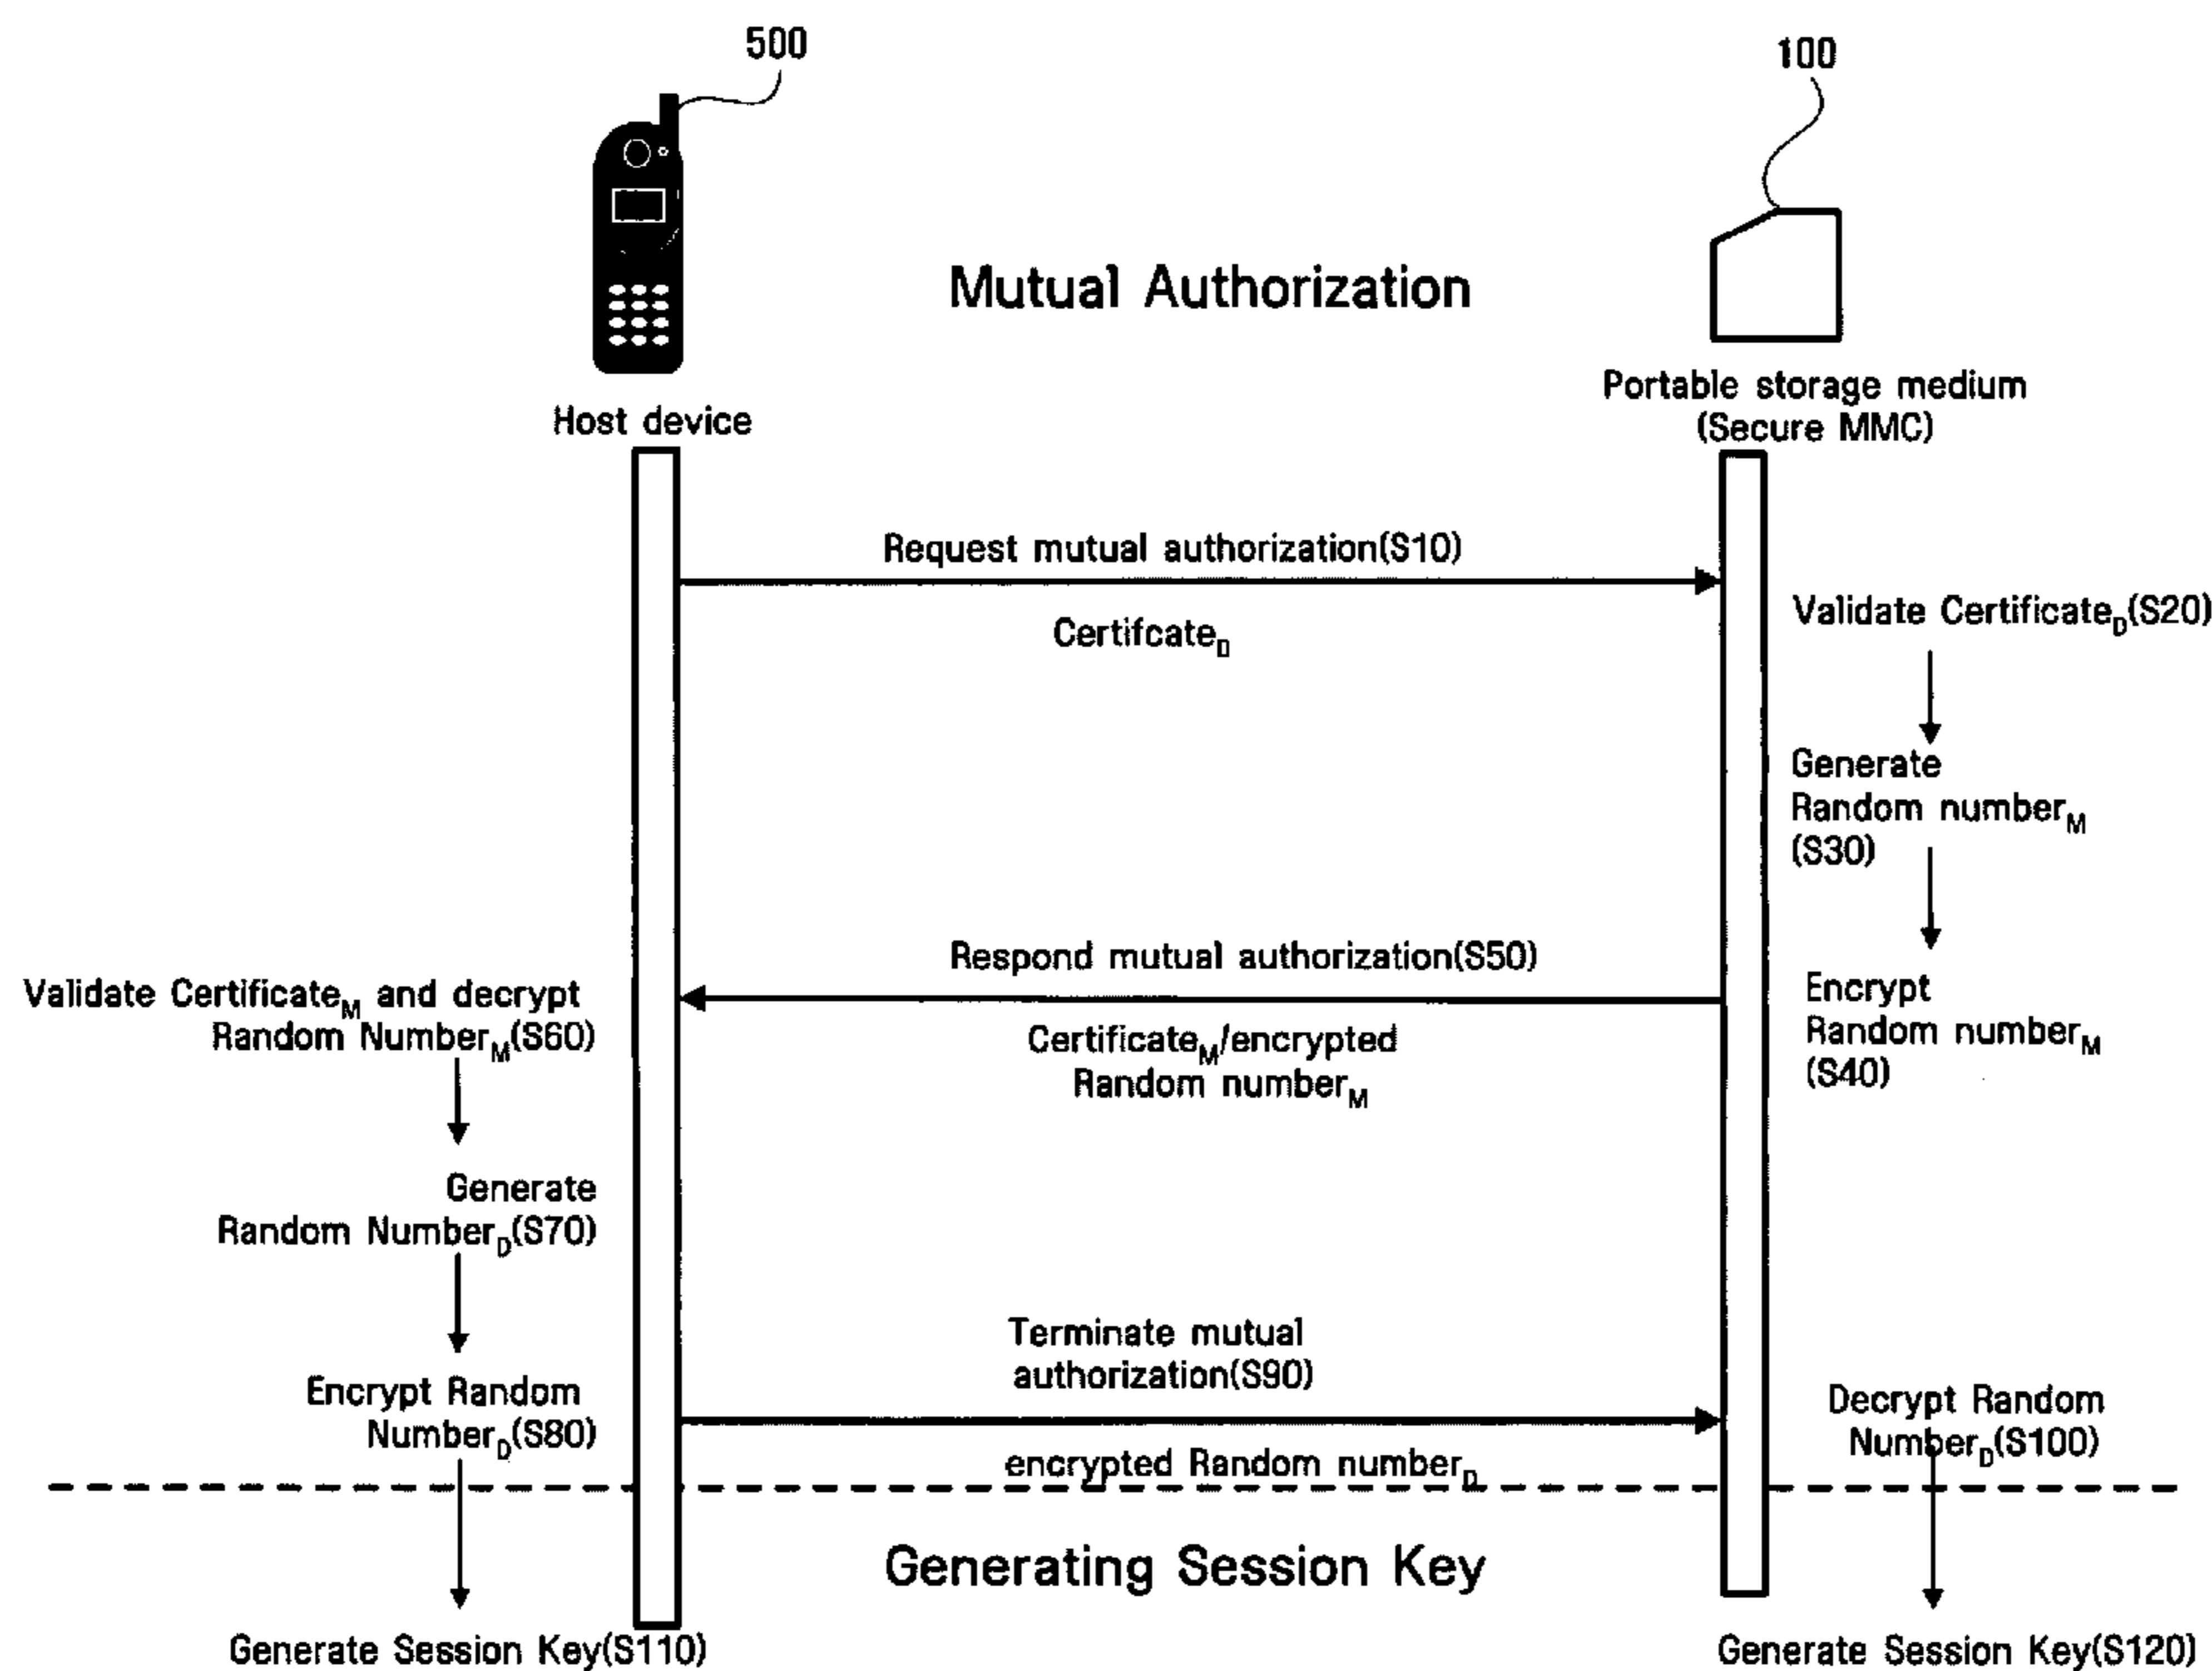 500
100
Mutual Authorization
Host device
Portable storage medium
(Secure MMC)
Request mutual authorization(S10)
Certifcate_D
Validate Certificate_D(S20)
Generate
Random number_M
(S30)
Respond mutual authorization(S50)
Certificate_M/encrypted
Random number_M
Encrypt
Random number_M
(S40)
Validate Certificate_M and decrypt
Random Number_M(S60)
Generate
Random Number_D(S70)
Encrypt Random
Number_D(S80)
Terminate mutual
authorization(S90)
encrypted Random number_D
Decrypt Random
Number_D(S100)
Generating Session Key
Generate Session Key(S110)
Generate Session Key(S120)